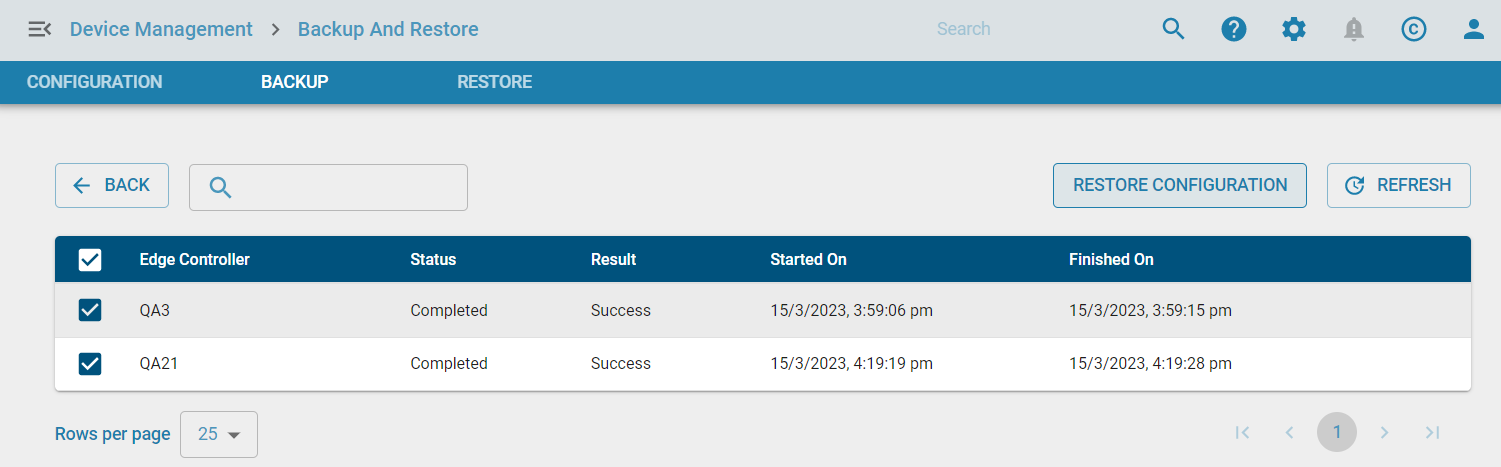 Device Management > Backup And Restore Search ? C
CONFIGURATION BACKUP RESTORE
BACK RESTORE CONFIGURATION REFRESH
Edge Controller Status Result Started On Finished On
QA3 Completed Success 15/3/2023, 3:59:06 pm 15/3/2023, 3:59:15 pm
QA21 Completed Success 15/3/2023, 4:19:19 pm 15/3/2023, 4:19:28 pm
Rows per page 25 1